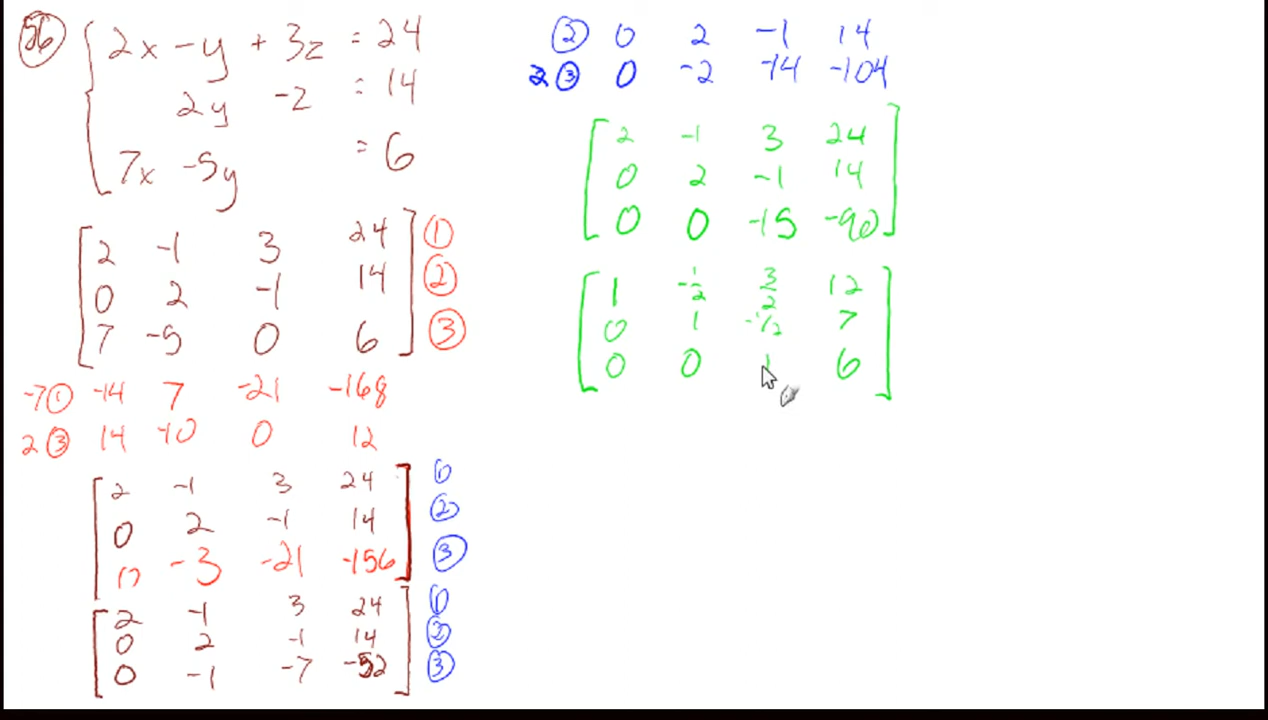 56
2x - y + 3z = 24
2y - z = 14
7x - 5y = 6
2 -1 3 24 ①
0 2 -1 14 ②
7 -5 0 6 ③
-7① -14 7 -21 -168
2③ 14 -10 0 12
2 -1 3 24 ①
0 2 -1 14 ②
0 -3 -21 -156 ③
2 -1 3 24 ①
0 2 -1 14 ②
0 -1 -7 -52 ③
② 0 2 -1 14
2③ 0 -2 -14 -104
2 -1 3 24
0 2 -1 14
0 0 -15 -90
1 -1/2 3/2 12
0 1 -1/2 7
0 0 1 6